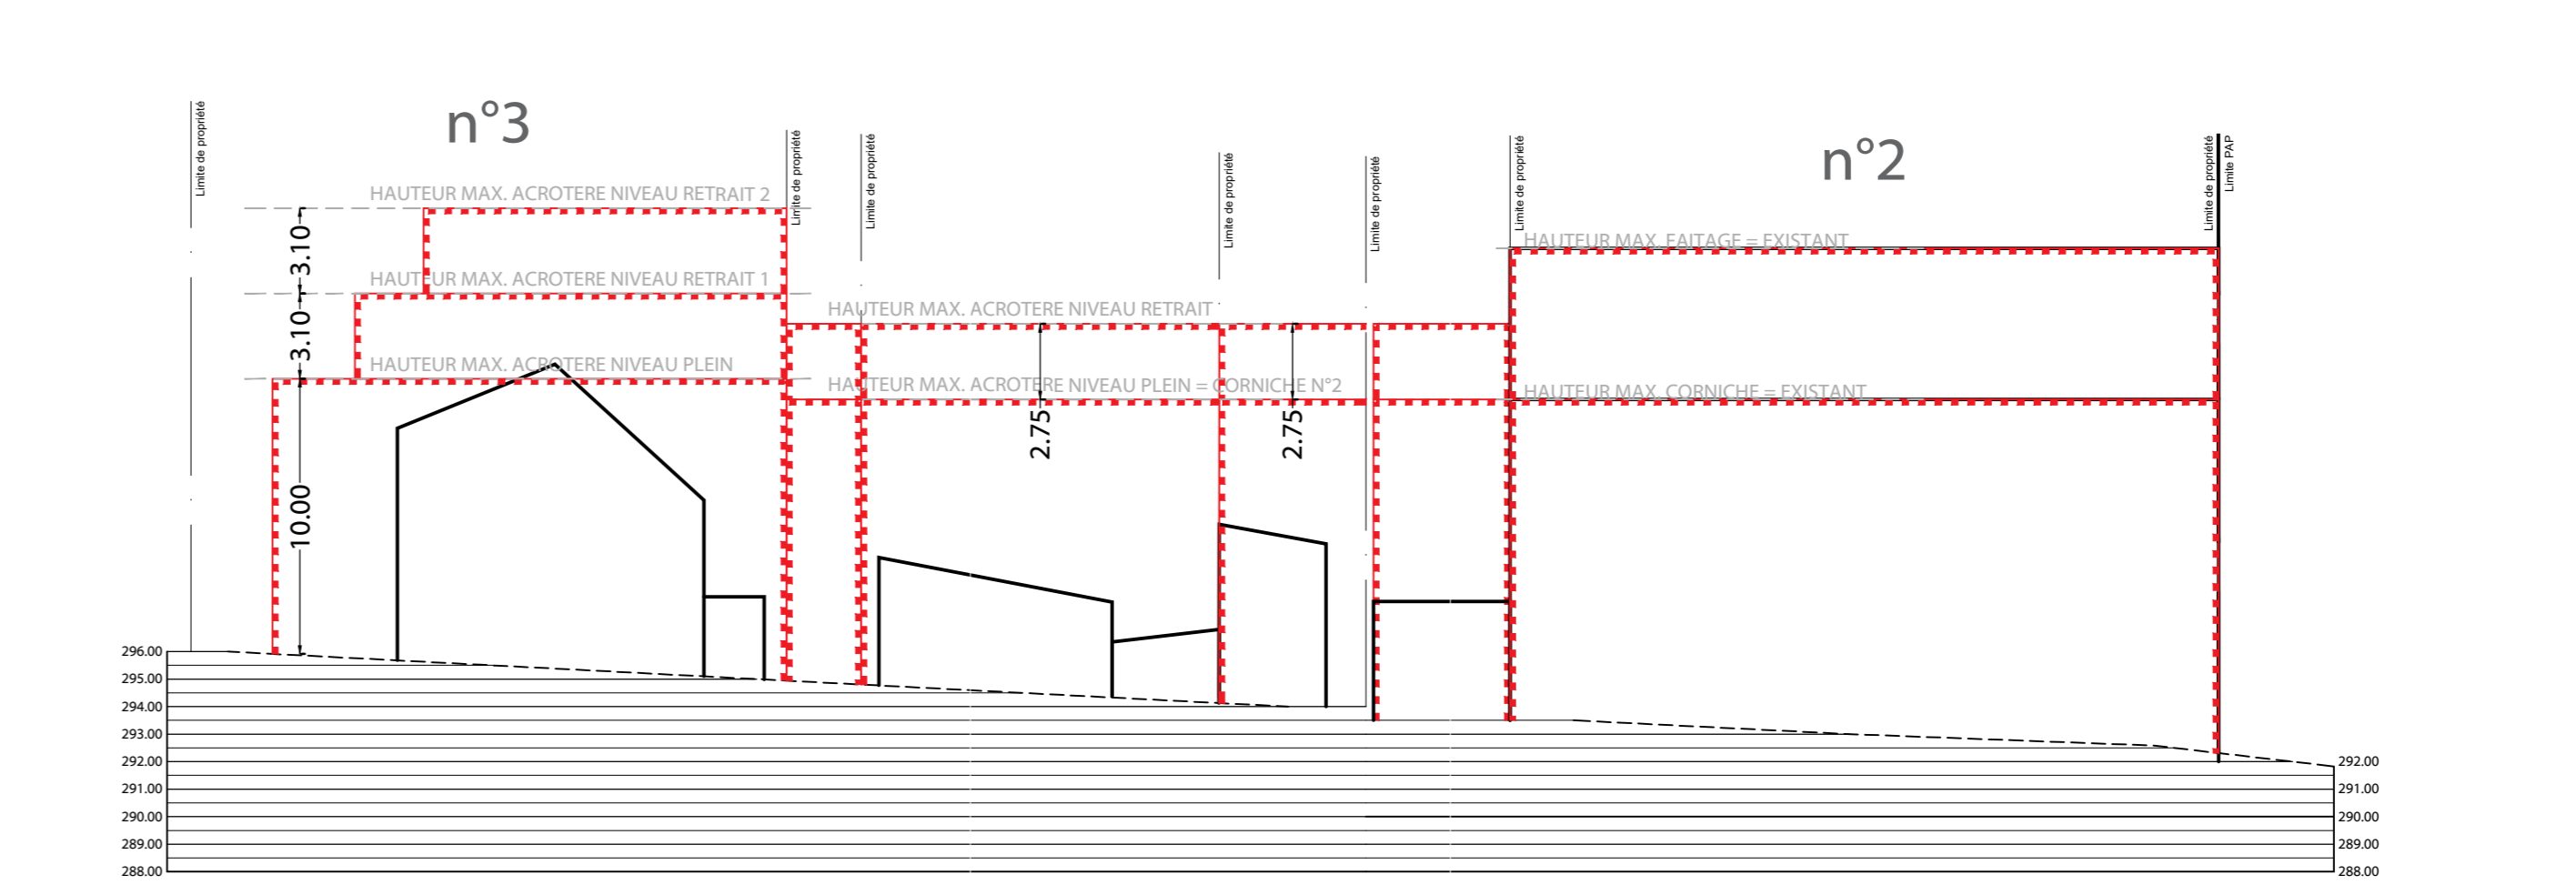 n°3
n°2
Limite de propriété
Limite de propriété
Limite de propriété
Limite de propriété
Limite de propriété
Limite de propriété
Limite de propriété
Limite PAP
HAUTEUR MAX. ACROTERE NIVEAU RETRAIT 2
3.10
HAUTEUR MAX. FAITAGE = EXISTANT
HAUTEUR MAX. ACROTERE NIVEAU RETRAIT 1
HAUTEUR MAX. ACROTERE NIVEAU RETRAIT
3.10
HAUTEUR MAX. ACROTERE NIVEAU PLEIN
HAUTEUR MAX. ACROTERE NIVEAU PLEIN = CORNICHE N°2
HAUTEUR MAX. CORNICHE = EXISTANT
2.75
2.75
10.00
296.00
295.00
294.00
293.00
292.00
291.00
290.00
289.00
288.00
292.00
291.00
290.00
289.00
288.00